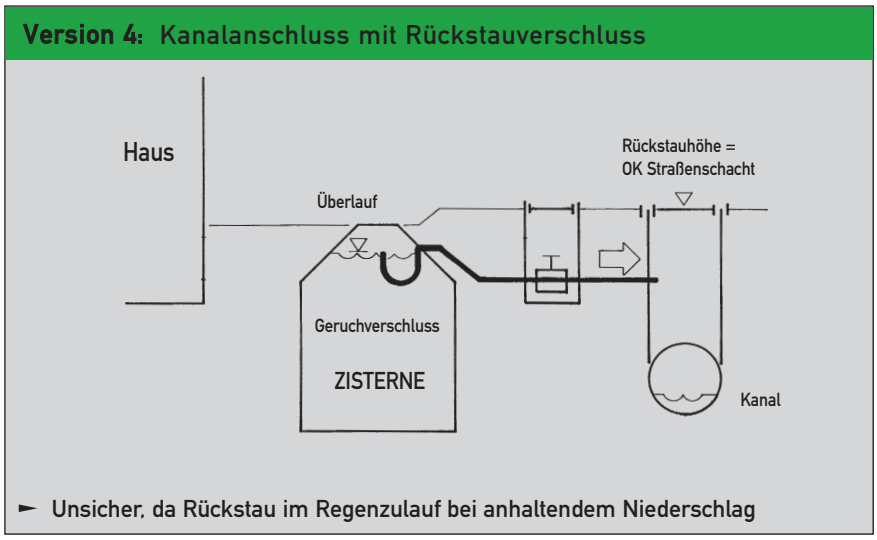 Version 4: Kanalanschluss mit Rückstauverschluss
Haus
Rückstauhöhe =
OK Straßenschacht
Überlauf
Geruchverschluss
ZISTERNE
Kanal
► Unsicher, da Rückstau im Regenzulauf bei anhaltendem Niederschlag